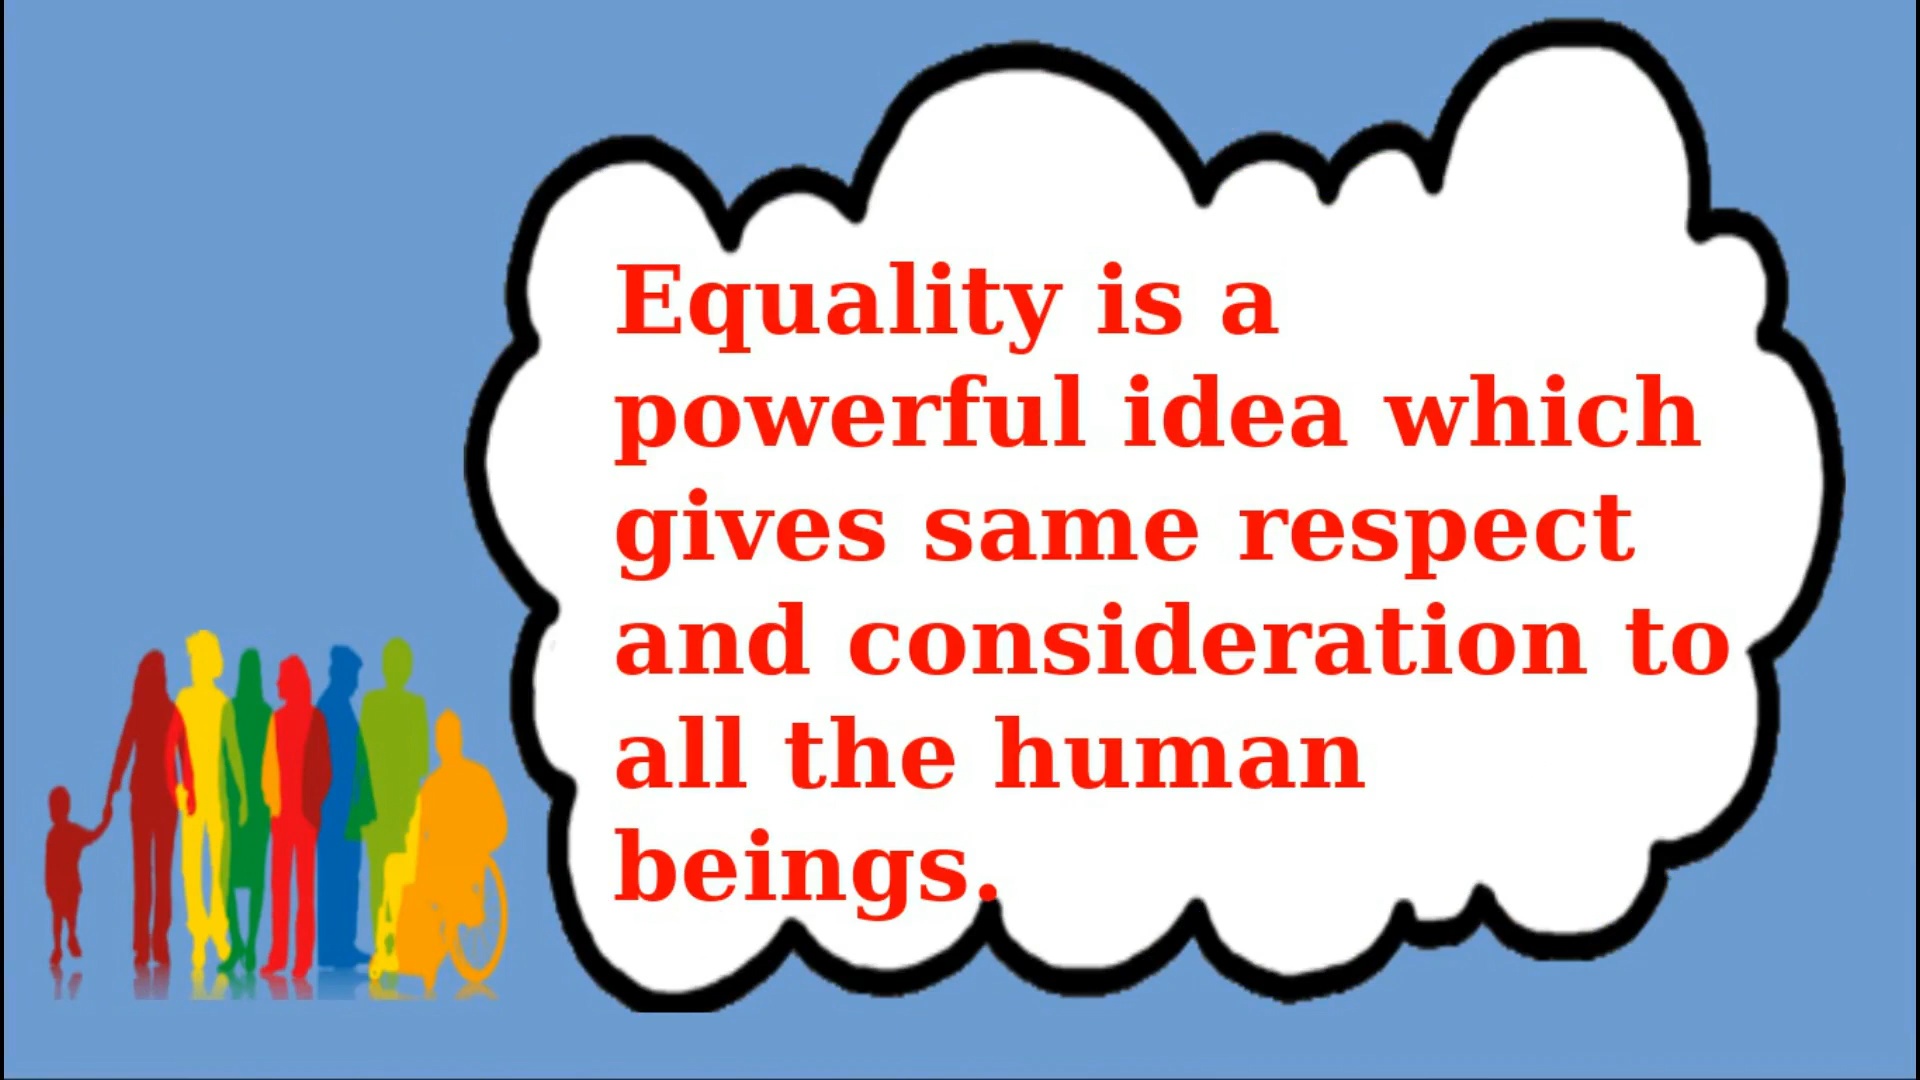 Equality is a
powerful idea which
gives same respect
and consideration to
all the human
beings.